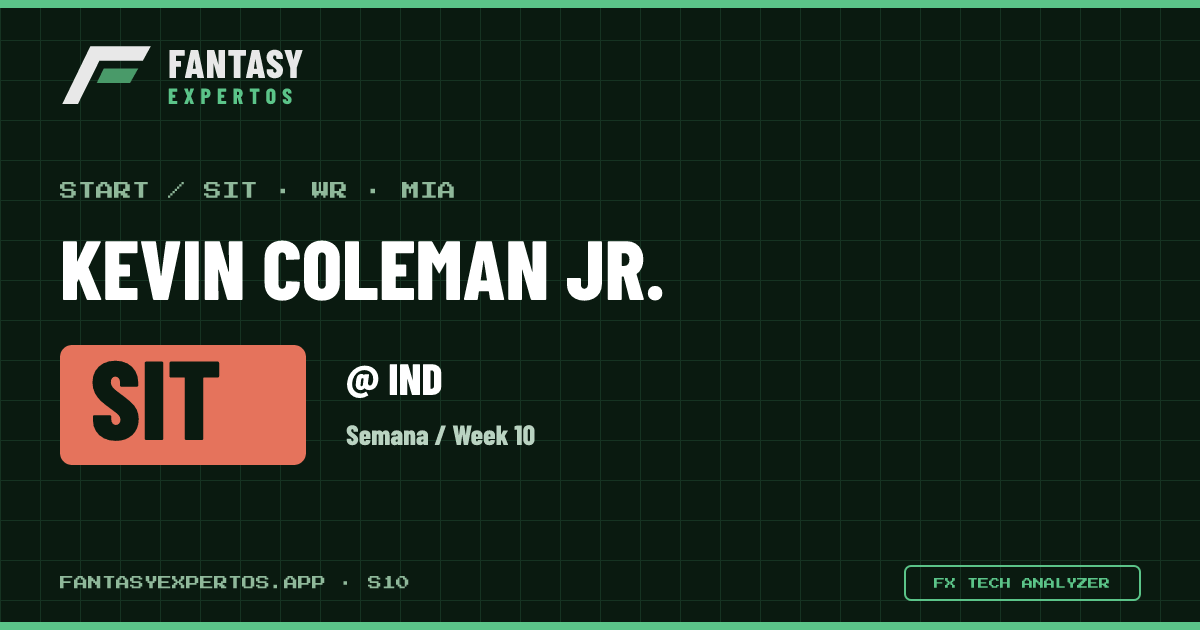 FANTASY
EXPERTOS
START / SIT · WR · MIA
KEVIN COLEMAN JR.
SIT
@ IND
Semana / Week 10
FANTASYEXPERTOS.APP · S10
FX TECH ANALYZER